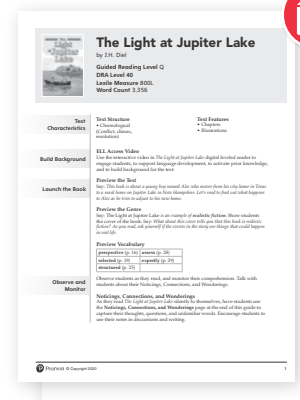 The Light at Jupiter Lake
by J.H. Diel
Guided Reading Level Q
DRA Level 40
Lexile Measure 800L
Word Count 3,356
The
Light
at
Jupiter
Lake
Text
Characteristics
Text Structure
• Chronological
(Conflict, climax,
resolution)
Text Features
• Chapters
• Illustrations
Build Background
ELL Access Video
Use the interactive video in The Light at Jupiter Lake digital leveled reader to
engage students, to support language development, to activate prior knowledge,
and to build background for the text.
Launch the Book
Preview the Text
Say: This book is about a young boy named Alec who moves from his city home in Texas
to a rural home on Jupiter Lake in New Hampshire. Let's read to find out what happens
to Alec as he tries to adjust to his new home.
Preview the Genre
Say: The Light at Jupiter Lake is an example of realistic fiction. Show students
the cover of the book. Say: What about this cover tells you that this book is realistic
fiction? As you read, ask yourself if the events in the story are things that could happen
in real life.
Preview Vocabulary
perspective (p. 16)
assess (p. 28)
selected (p. 19)
expertly (p. 29)
structured (p. 25)
Observe and
Monitor
Observe students as they read, and monitor their comprehension. Talk with
students about their Noticings, Connections, and Wonderings.
Noticings, Connections, and Wonderings
As they read The Light at Jupiter Lake silently to themselves, have students use
the Noticings, Connections, and Wonderings page at the end of this guide to
capture their thoughts, questions, and unfamiliar words. Encourage students to
use their notes in discussions and writing.
Pearson © Copyright 2020
1